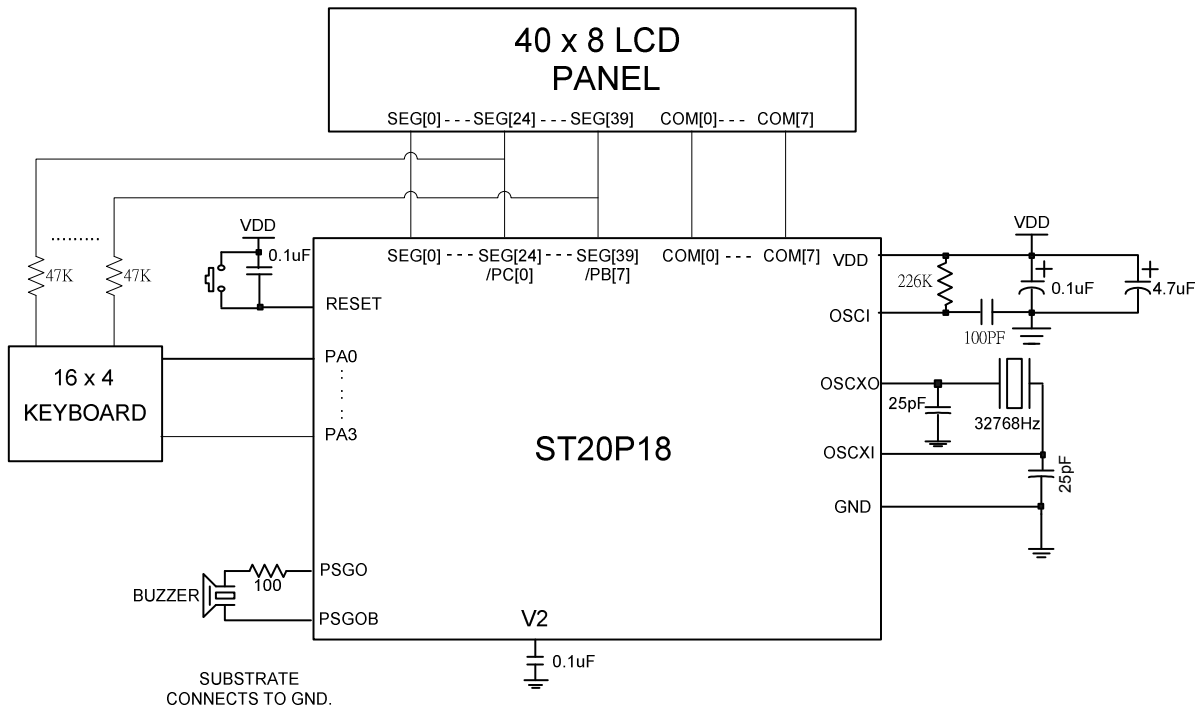 40 x 8 LCD
PANEL
SEG[0] - - - SEG[24] - - - SEG[39] COM[0] - - - COM[7]
VDD
0.1uF
47K
47K
SEG[0] - - - - SEG[24] - - - SEG[39] COM[0] - - - COM[7]
/PC[0] /PB[7]
RESET
VDD
OSCI
VDD
226K
0.1uF
4.7uF
100PF
16 x 4
KEYBOARD
PA0
PA3
OSCXO
25pF
32768Hz
OSCXI
25pF
GND
ST20P18
PSGO
100
BUZZER
PSGOB
V2
0.1uF
SUBSTRATE
CONNECTS TO GND.